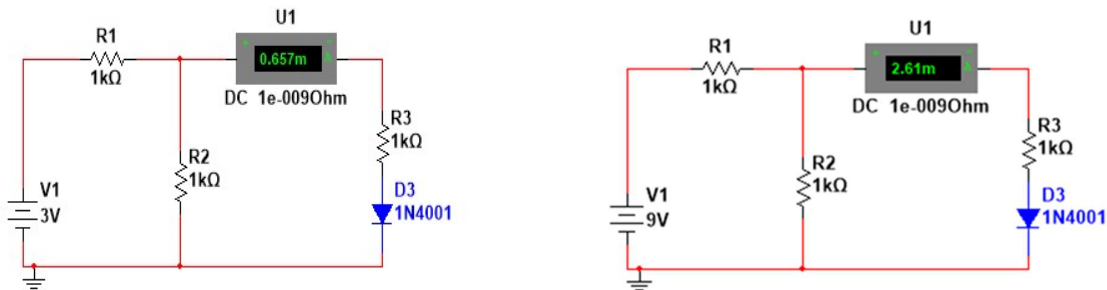 U1
+ -
0.657m
A
DC 1e-009Ohm
R1
1kΩ
R2
1kΩ
R3
1kΩ
V1
3V
D3
1N4001
U1
+ -
2.61m
A
DC 1e-009Ohm
R1
1kΩ
R2
1kΩ
R3
1kΩ
V1
9V
D3
1N4001